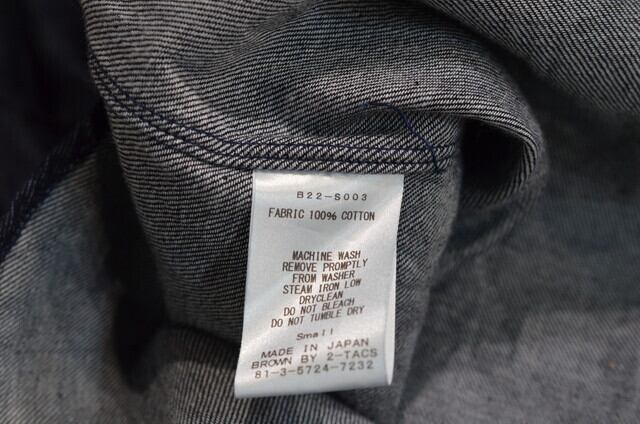 B22-S003
FABRIC 100% COTTON
MACHINE WASH
REMOVE PROMPTLY
FROM WASHER
STEAM IRON LOW
DRYCLEAN
DO NOT BLEACH
DO NOT TUMBLE DRY
Small
MADE IN JAPAN
BROWN BY 2-TACS
81-3-5724-7232